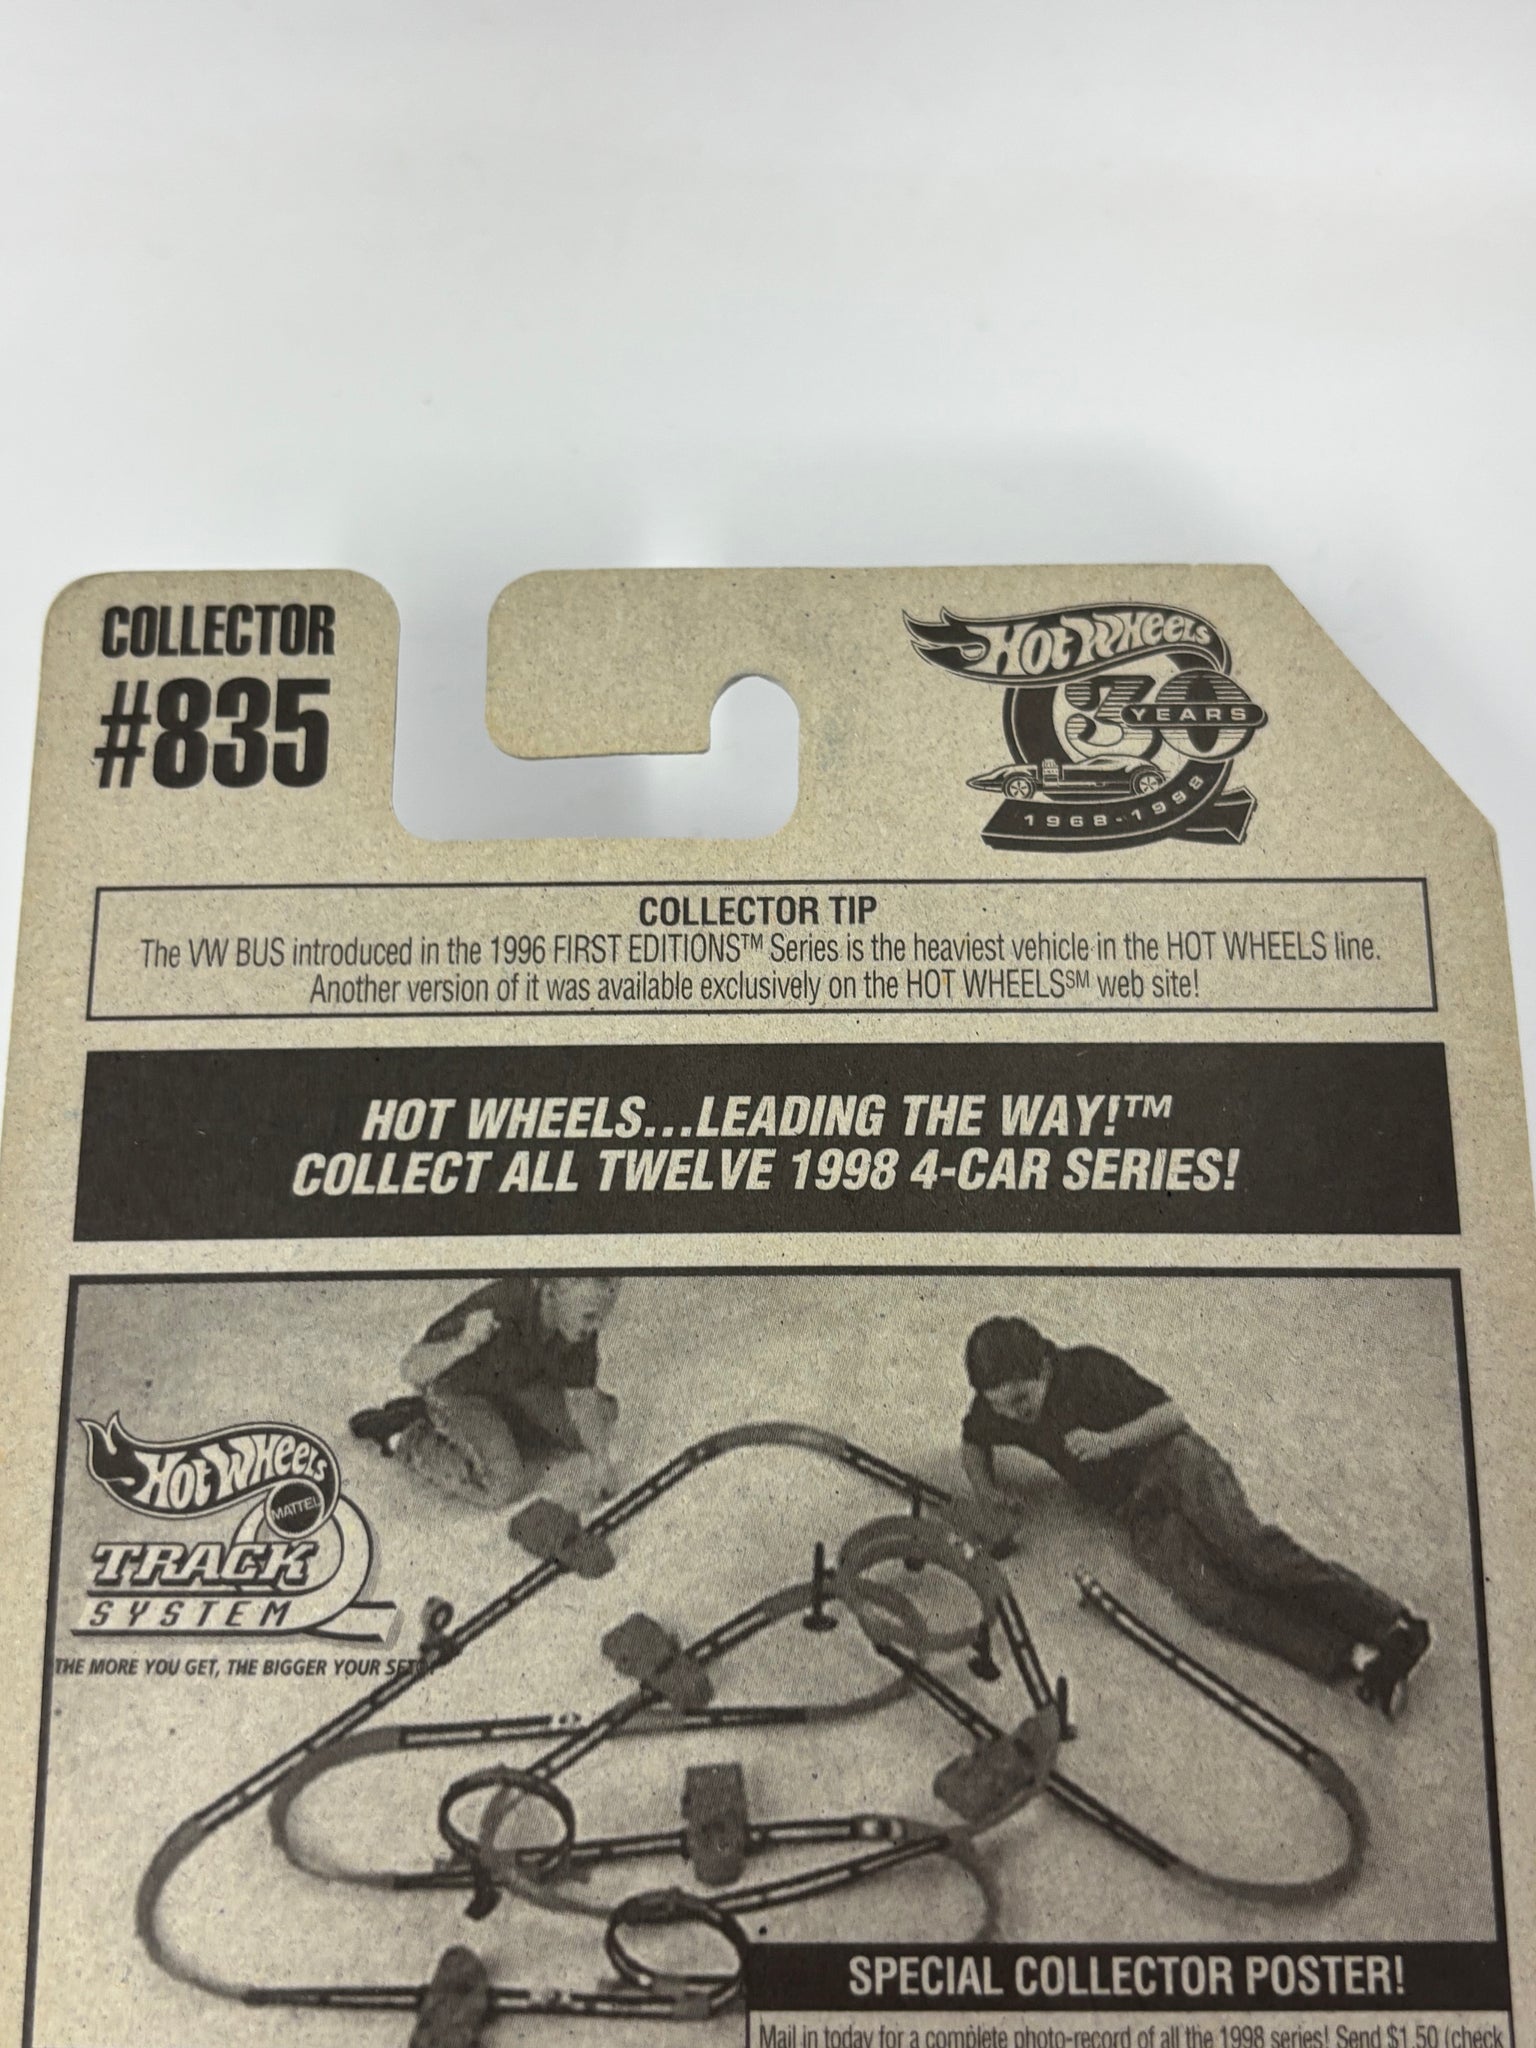 COLLECTOR
#835
HOT WHEELS
30
YEARS
1968-1998
COLLECTOR TIP
The VW BUS introduced in the 1996 FIRST EDITIONS™ Series is the heaviest vehicle in the HOT WHEELS line.
Another version of it was available exclusively on the HOT WHEELS℠ web site!
HOT WHEELS...LEADING THE WAY!™
COLLECT ALL TWELVE 1998 4-CAR SERIES!
HOT WHEELS
MATTEL
TRACK
SYSTEM
THE MORE YOU GET, THE BIGGER YOUR SET
SPECIAL COLLECTOR POSTER!
Mail in today for a complete photo-record of all the 1998 series! Send $1.50 (check